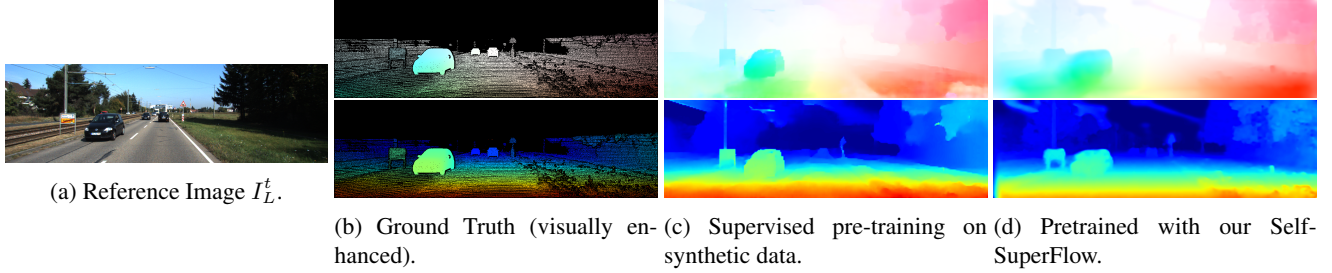 (a) Reference Image $I_L^t$.
(b) Ground Truth (visually en-
hanced).
(c) Supervised pre-training on
synthetic data.
(d) Pretrained with our Self-
SuperFlow.